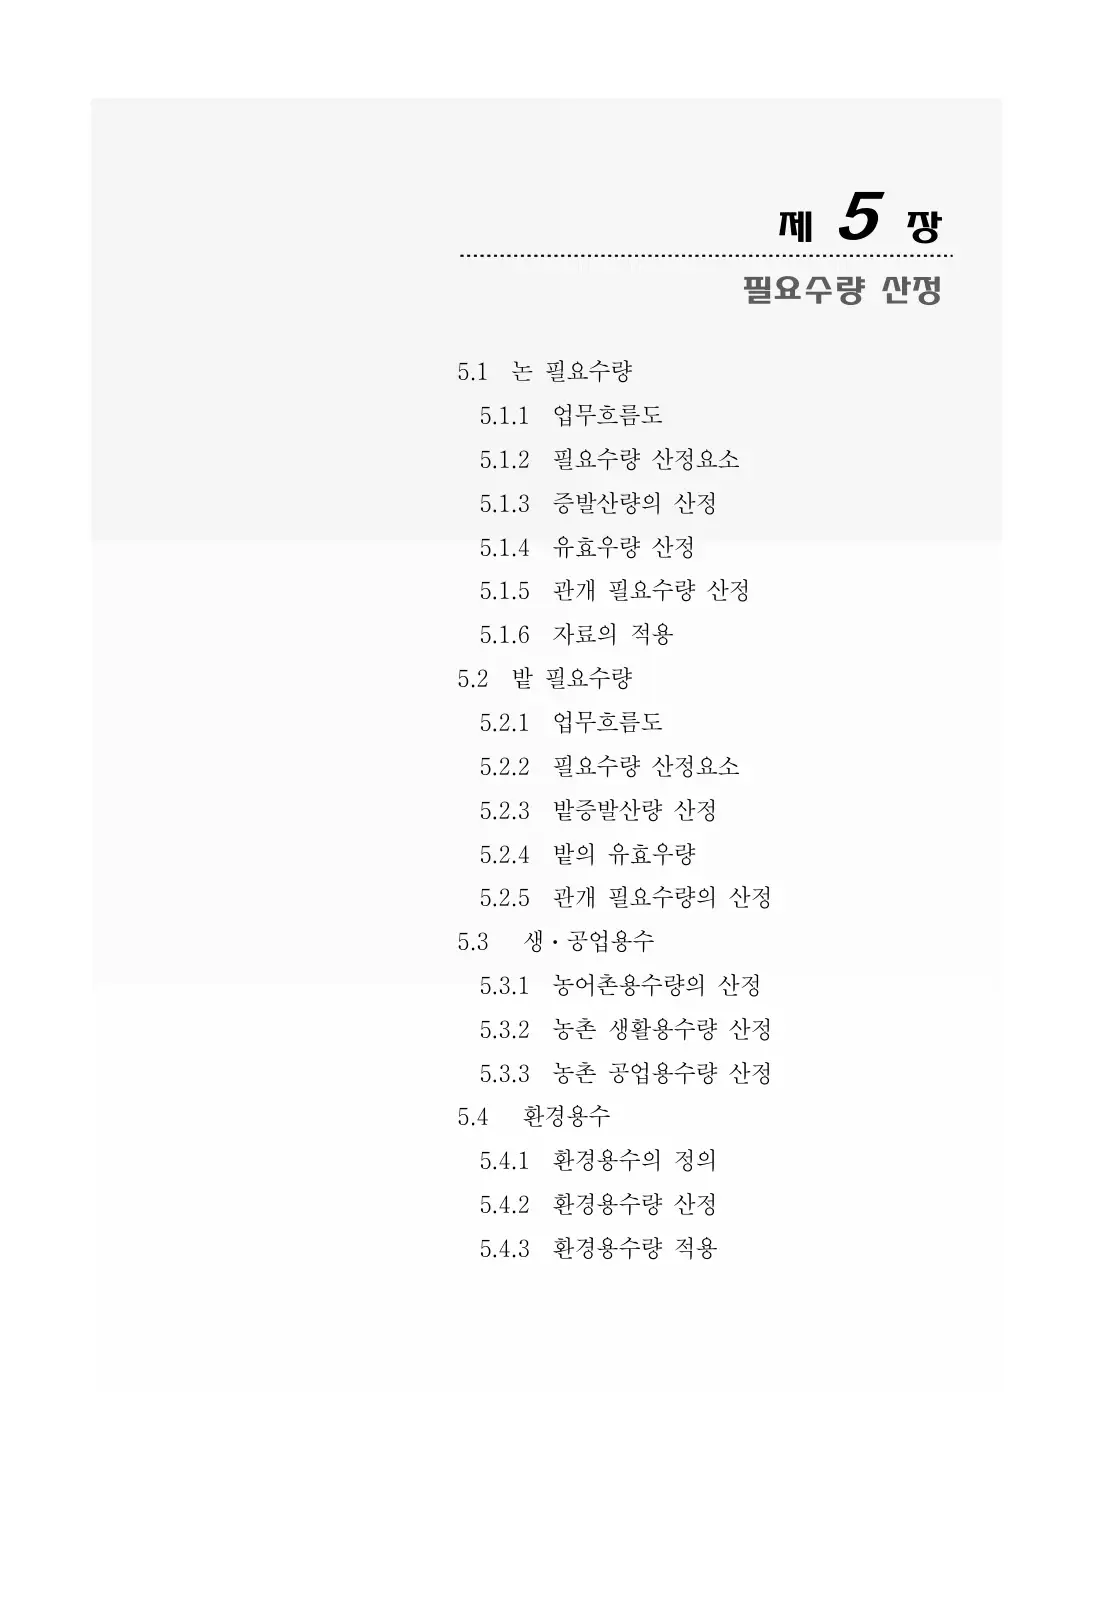 제 5 장
필요수량 산정
5.1 논 필요수량
5.1.1 업무흐름도
5.1.2 필요수량 산정요소
5.1.3 증발산량의 산정
5.1.4 유효우량 산정
5.1.5 관개 필요수량 산정
5.1.6 자료의 적용
5.2 밭 필요수량
5.2.1 업무흐름도
5.2.2 필요수량 산정요소
5.2.3 밭증발산량 산정
5.2.4 밭의 유효우량
5.2.5 관개 필요수량의 산정
5.3 생·공업용수
5.3.1 농어촌용수량의 산정
5.3.2 농촌 생활용수량 산정
5.3.3 농촌 공업용수량 산정
5.4 환경용수
5.4.1 환경용수의 정의
5.4.2 환경용수량 산정
5.4.3 환경용수량 적용